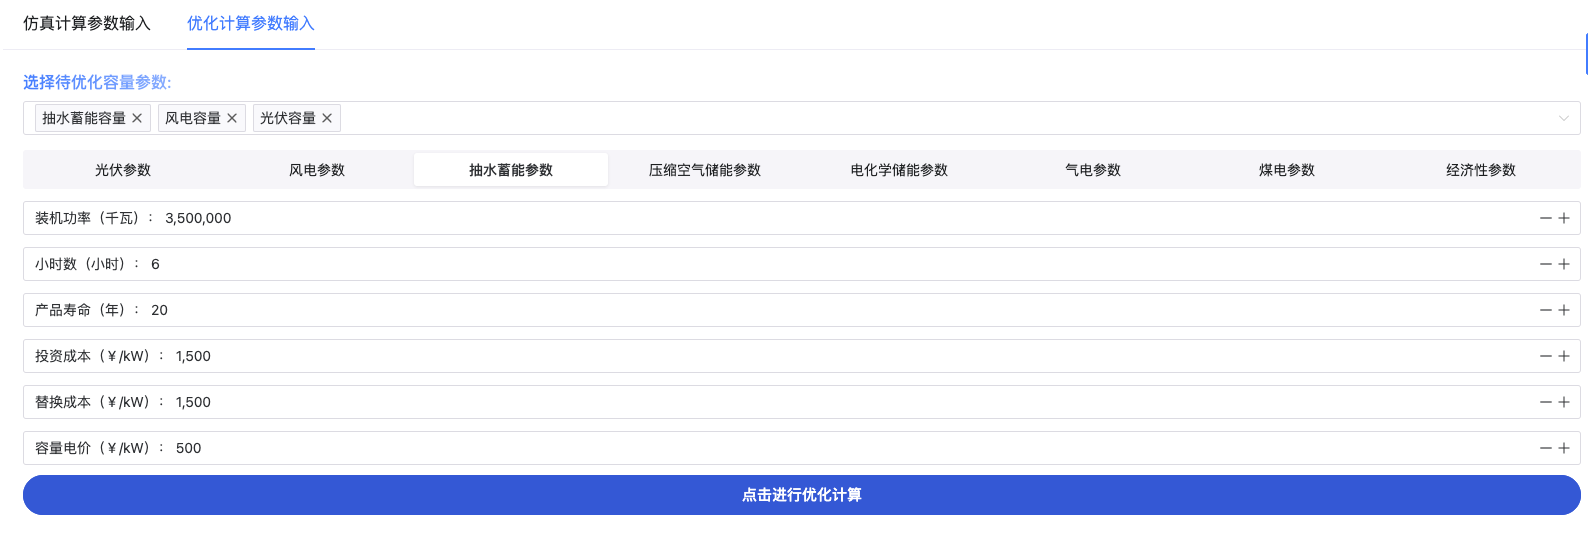 仿真计算参数输入 优化计算参数输入
选择待优化容量参数:
抽水蓄能容量 风电容量 光伏容量
光伏参数 风电参数 抽水蓄能参数 压缩空气储能参数 电化学储能参数 气电参数 煤电参数 经济性参数
装机功率（千瓦）： 3,500,000
小时数（小时）： 6
产品寿命（年）： 20
投资成本（¥/kW）： 1,500
替换成本（¥/kW）： 1,500
容量电价（¥/kW）： 500
点击进行优化计算